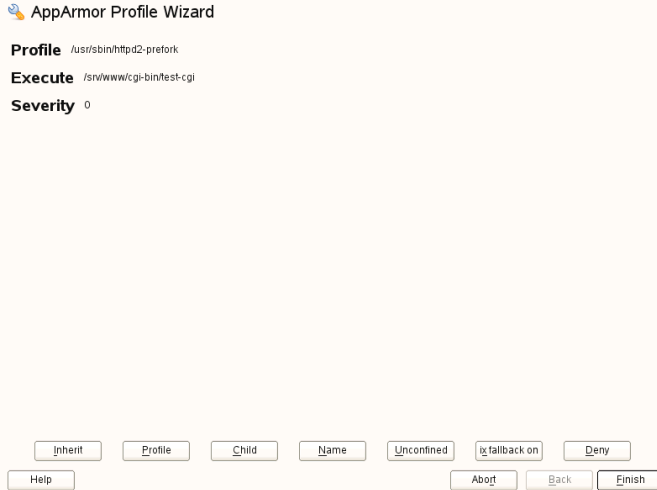 AppArmor Profile Wizard
Profile /usr/sbin/httpd2-prefork
Execute /srv/www/cgi-bin/test-cgi
Severity 0
Inherit Profile Child Name Unconfined ix fallback on Deny
Help Abort Back Finish